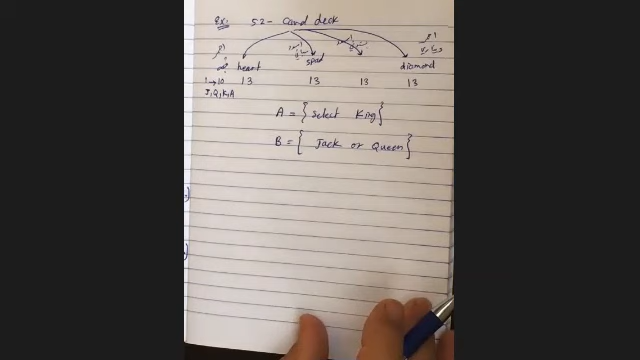 Ex: 52- Card deck
heart spad diamond
1 → 10 13 13 13 13
J, Q, K, A
A = { Select King }
B = { Jack or Queen }